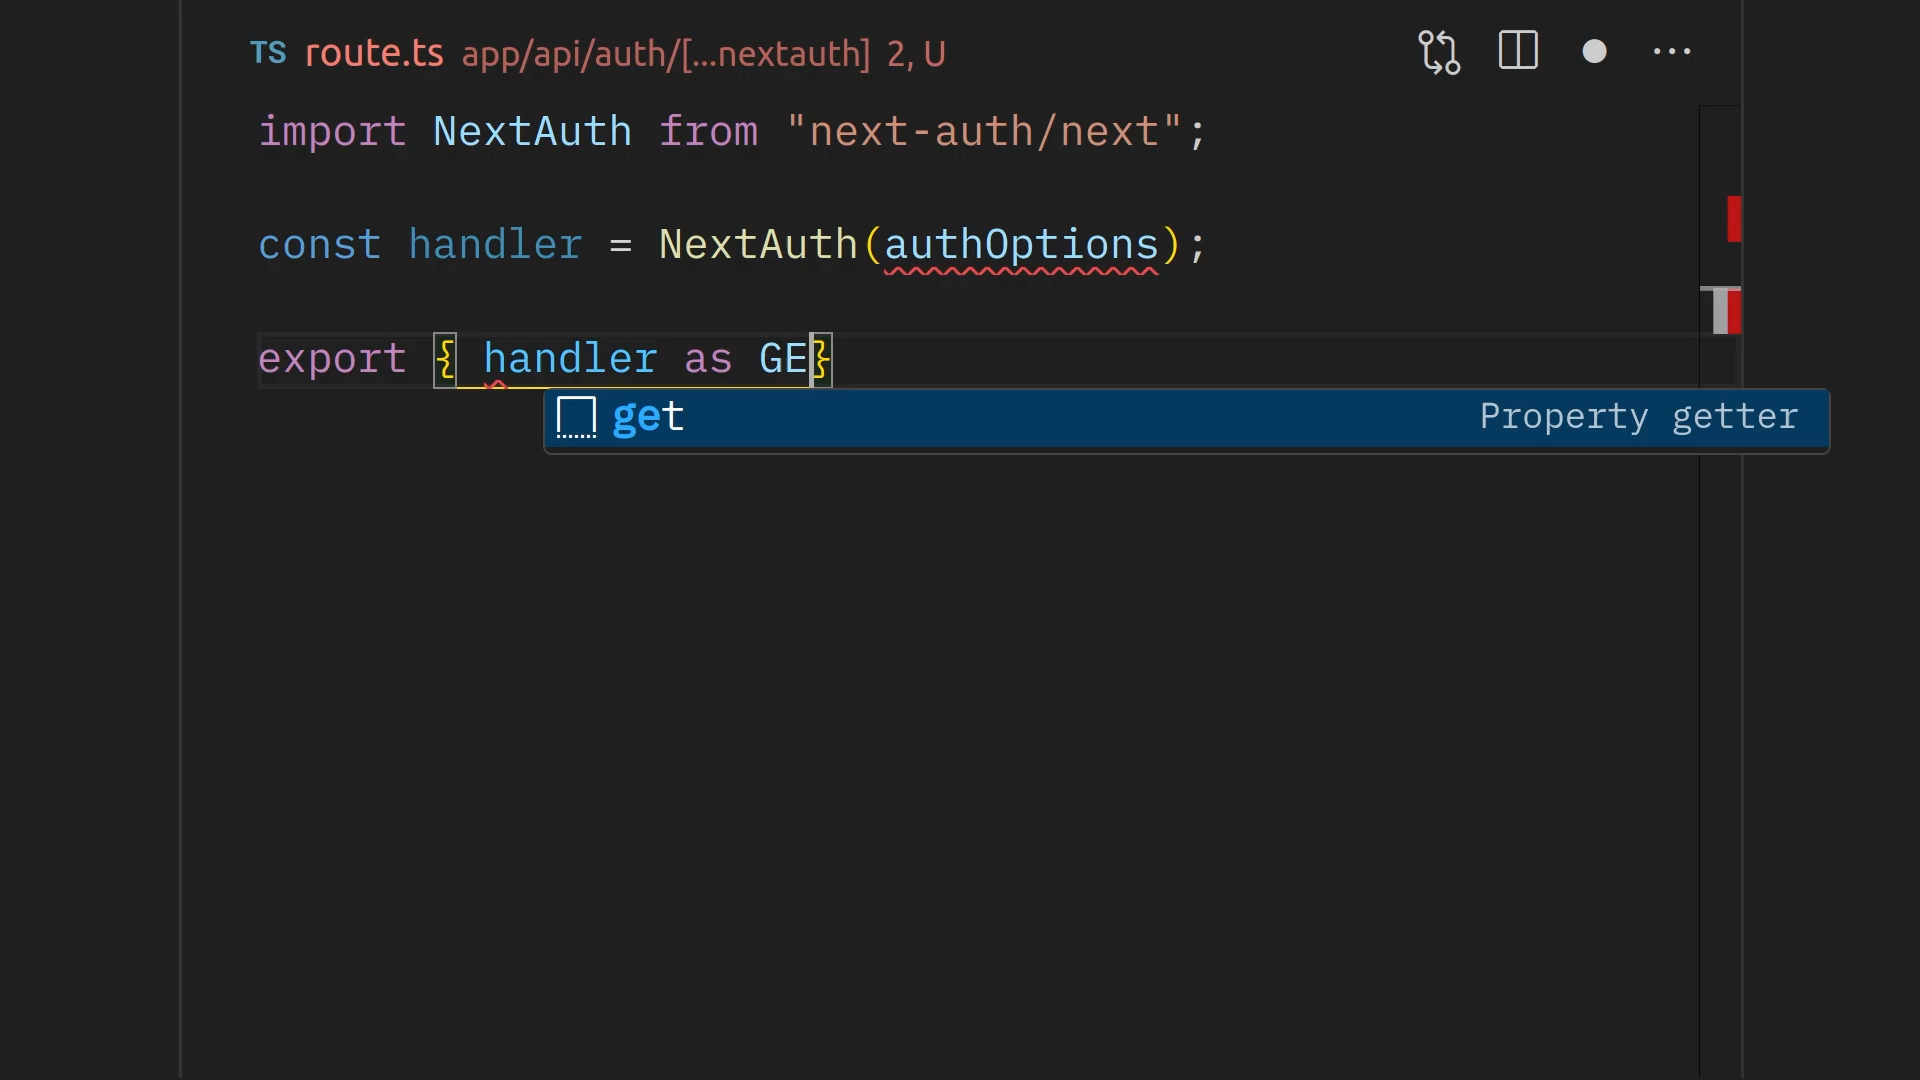 TS route.ts app/api/auth/[...nextauth] 2, U
import NextAuth from "next-auth/next";
const handler = NextAuth(authOptions);
export { handler as GE}
get Property getter